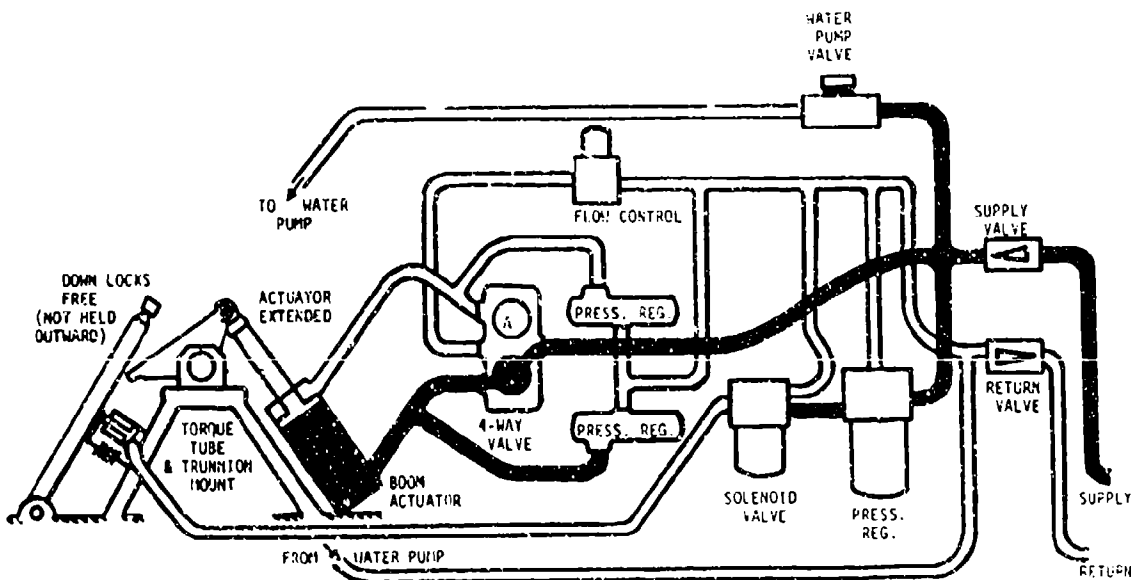 WATER
PUMP
VALVE
TO WATER
PUMP
FLOW CONTROL
SUPPLY
VALVE
DOWN LOCKS
FREE
(NOT HELD
OUTWARD)
ACTUATOR
EXTENDED
A
PRESS. REG.
PRESS. REG.
4-WAY
VALVE
RETURN
VALVE
TORQUE
TUBE
& TRUNNION
MOUNT
BOOM
ACTUATOR
SOLENOID
VALVE
PRESS.
REG.
SUPPLY
FROM WATER PUMP
RETURN